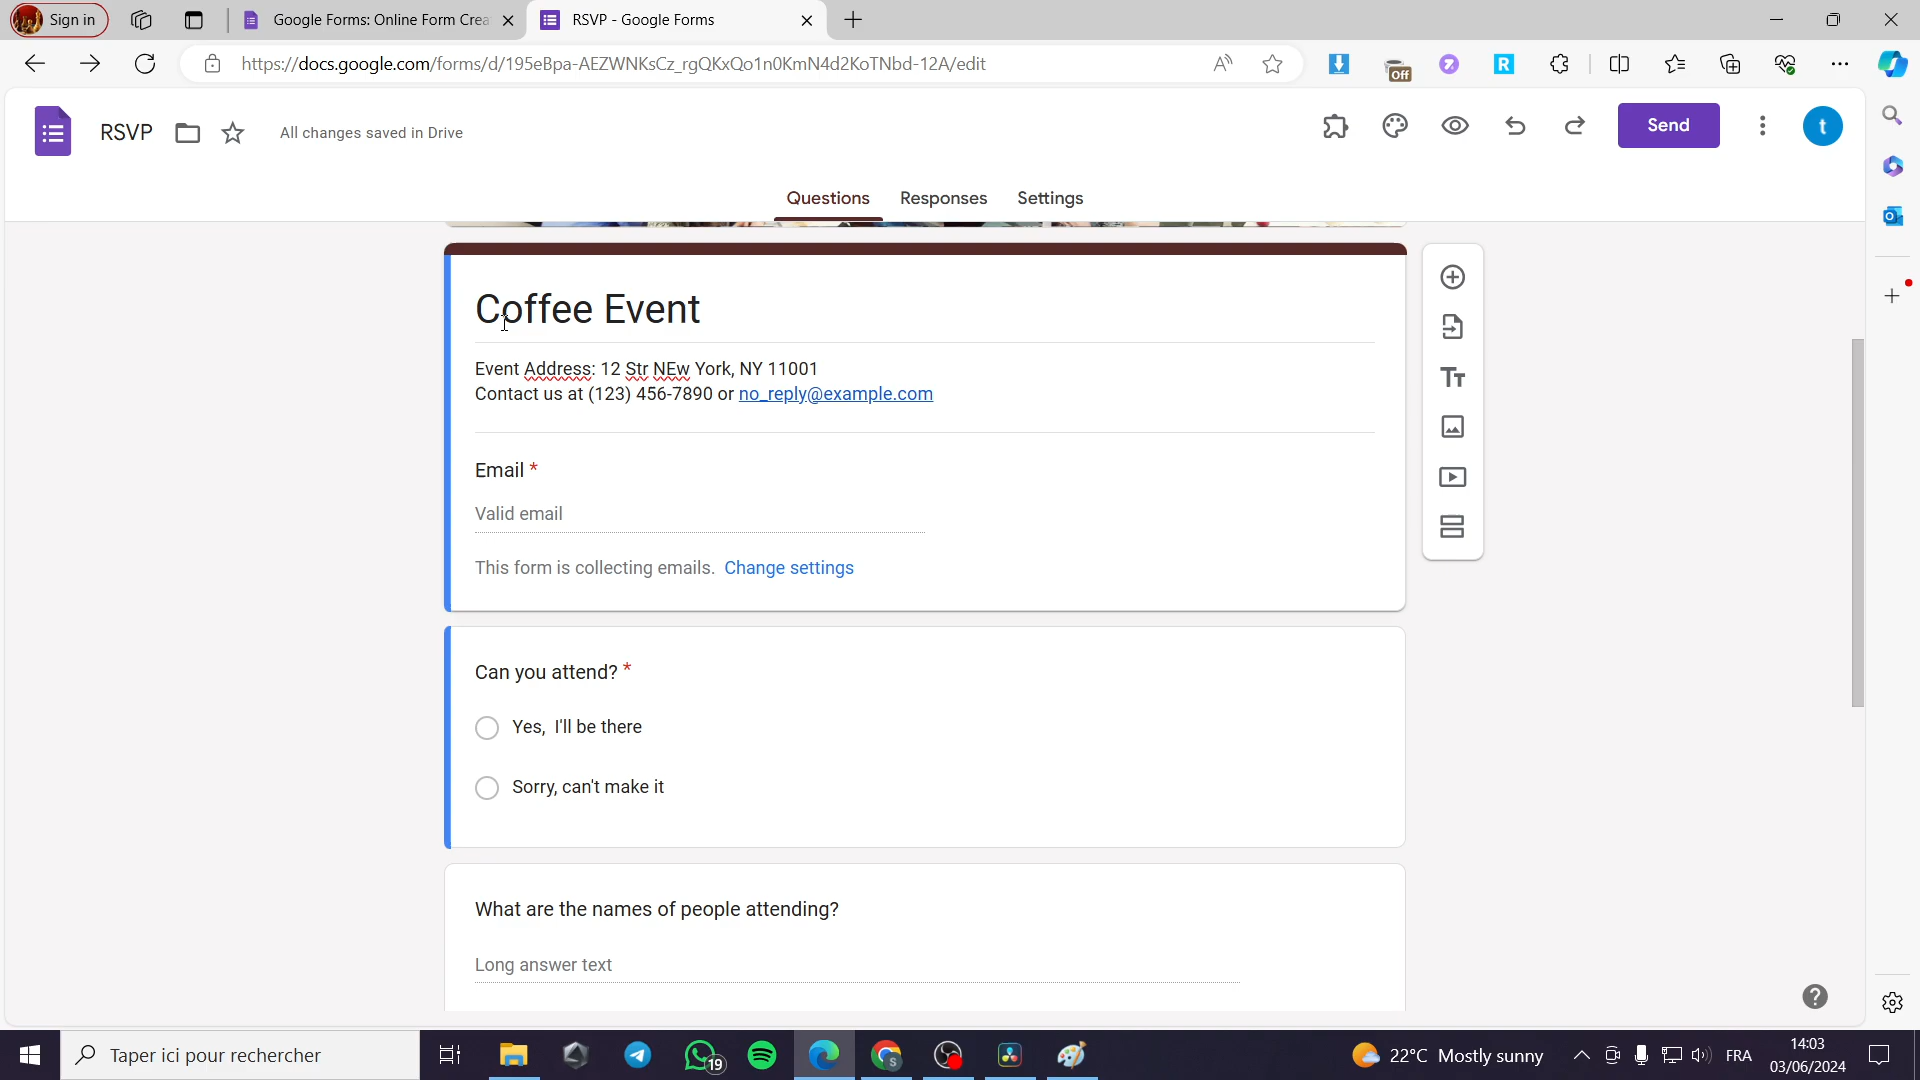 Sign in
Google Forms: Online Form Crea
RSVP - Google Forms
https://docs.google.com/forms/d/195eBpa-AEZWNKsCz_rgQKxQo1n0KmN4d2KoTNbd-12A/edit
A
Off
z
R
RSVP
All changes saved in Drive
Send
t
Questions
Responses
Settings
Coffee Event
Event Address: 12 Str NEw York, NY 11001
Contact us at (123) 456-7890 or no_reply@example.com
Email *
Valid email
This form is collecting emails. Change settings
Can you attend? *
Yes, I'll be there
Sorry, can't make it
What are the names of people attending?
Long answer text
Tт
?
Taper ici pour rechercher
19
S
22°C Mostly sunny
FRA
14:03
03/06/2024